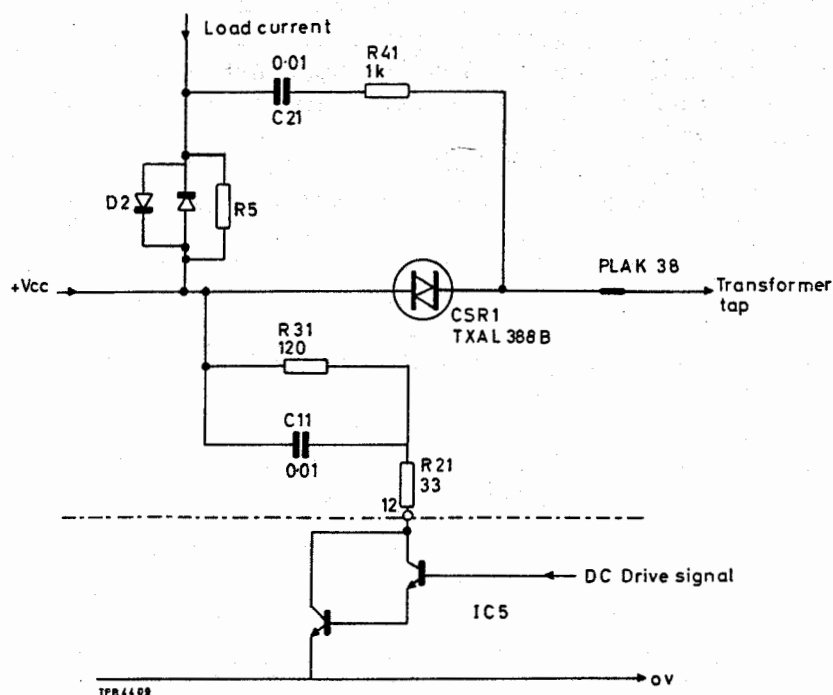 Load current
0·01
C21
R41
1k
D2
R5
+Vcc
PLAK 38
Transformer
tap
CSR1
TXAL 388B
R31
120
C11
0·01
R21
33
12
DC Drive signal
IC5
0V
TPB4409